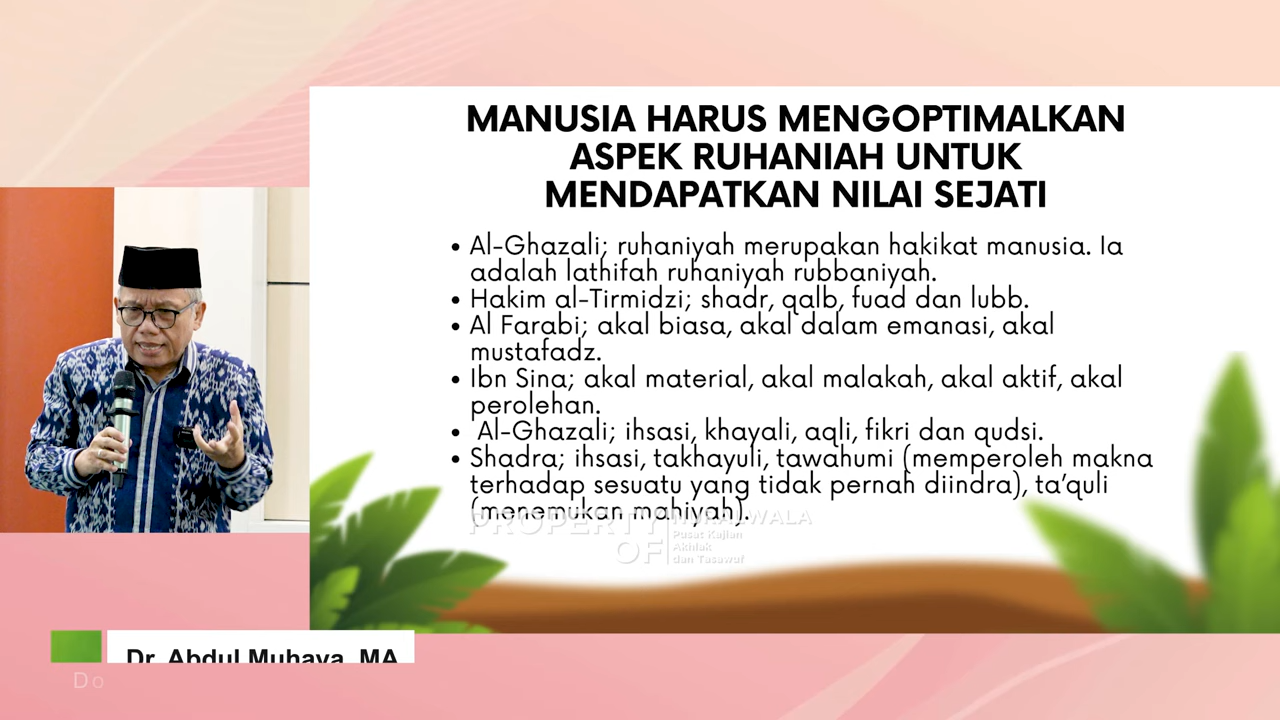 MANUSIA HARUS MENGOPTIMALKAN
ASPEK RUHANIAH UNTUK
MENDAPATKAN NILAI SEJATI
• Al-Ghazali; ruhaniyah merupakan hakikat manusia. Ia
adalah lathifah ruhaniyah rubbaniyah.
• Hakim al-Tirmidzi; shadr, qalb, fuad dan lubb.
• Al Farabi; akal biasa, akal dalam emanasi, akal
mustafadz.
• Ibn Sina; akal material, akal malakah, akal aktif, akal
perolehan.
• Al-Ghazali; ihsasi, khayali, aqli, fikri dan qudsi.
• Shadra; ihsasi, takhayuli, tawahumi (memperoleh makna
terhadap sesuatu yang tidak pernah diindra), ta’quli
(menemukan mahiyah).
PROPERTY
OF
Pusat Kajian
Akhlak
dan Tasawuf
Dr. Abdul Muhaya, MA
Do